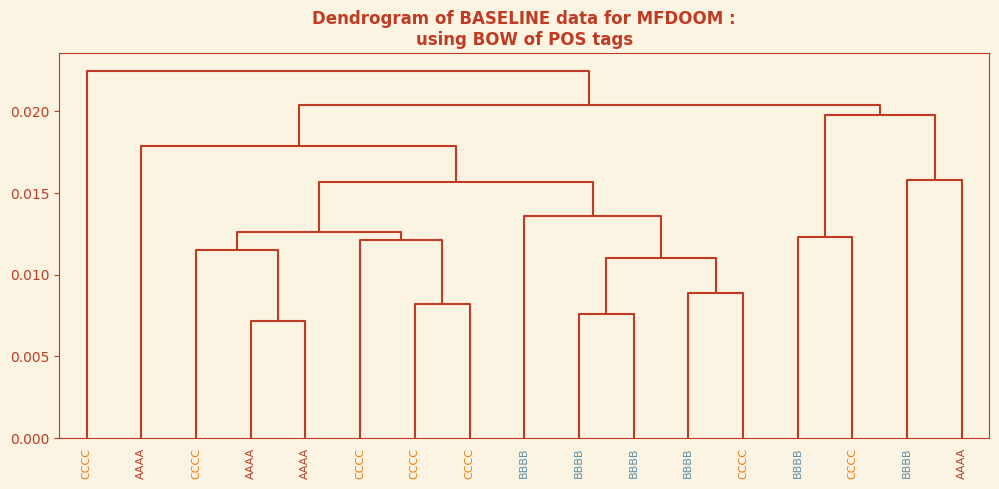 Dendrogram of BASELINE data for MFDOOM :
using BOW of POS tags
0.020
0.015
0.010
0.005
0.000
CCCC
AAAA
CCCC
AAAA
AAAA
CCCC
CCCC
CCCC
BBBB
BBBB
BBBB
BBBB
CCCC
BBBB
CCCC
BBBB
AAAA